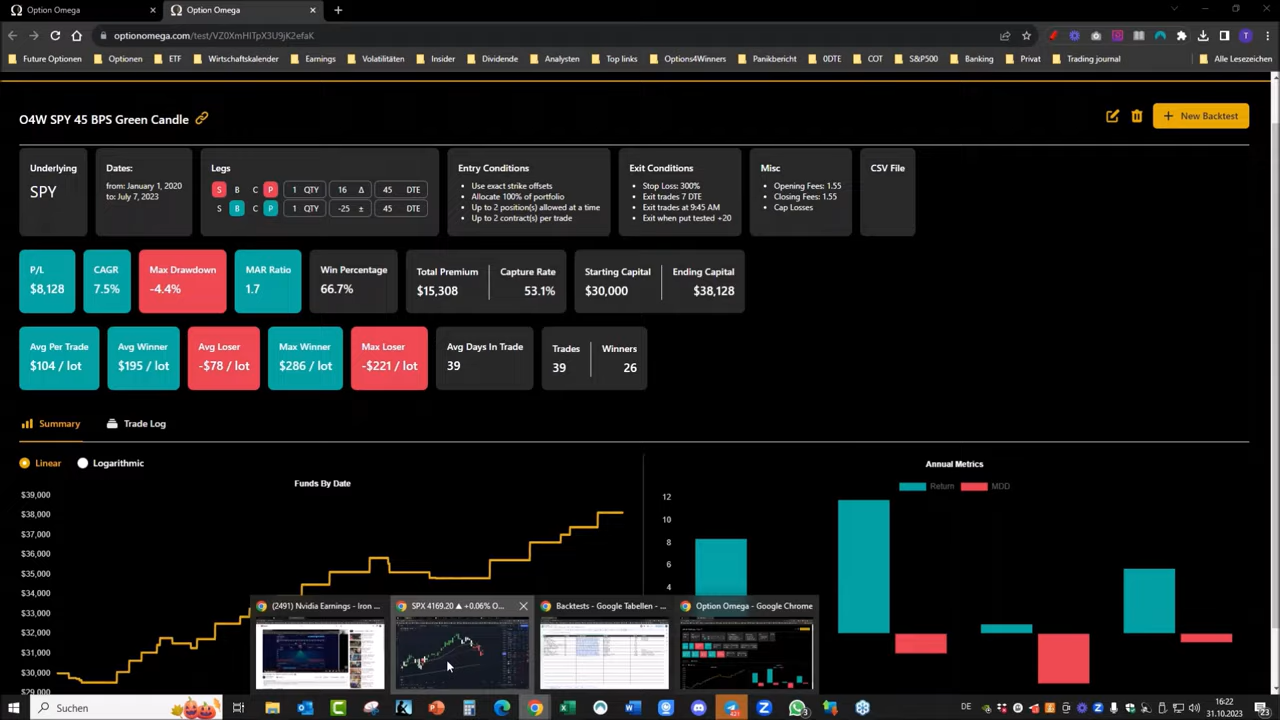 Option Omega
Option Omega
optionomega.com/test/VZ0XmHITpX3U9jK2efaK
Future Optionen
Optionen
ETF
Wirtschaftskalender
Earnings
Volatilitäten
Insider
Dividende
Analysten
Top links
Options4Winners
Panikbericht
0DTE
COT
S&P500
Banking
Privat
Trading journal
Alle Lesezeichen
O4W SPY 45 BPS Green Candle
New Backtest
Underlying
SPY
Dates:
from: January 1, 2020
to: July 7, 2023
Legs
S B C P 1 QTY 16 Δ 45 DTE
S B C P 1 QTY -25 ± 45 DTE
Entry Conditions
• Use exact strike offsets
• Allocate 100% of portfolio
• Up to 2 position(s) allowed at a time
• Up to 2 contract(s) per trade
Exit Conditions
• Stop Loss: 300%
• Exit trades 7 DTE
• Exit trades at 9:45 AM
• Exit when put tested +20
Misc
• Opening Fees: 1.55
• Closing Fees: 1.55
• Cap Losses
CSV File
P/L
$8,128
CAGR
7.5%
Max Drawdown
-4.4%
MAR Ratio
1.7
Win Percentage
66.7%
Total Premium
$15,308
Capture Rate
53.1%
Starting Capital
$30,000
Ending Capital
$38,128
Avg Per Trade
$104 / lot
Avg Winner
$195 / lot
Avg Loser
-$78 / lot
Max Winner
$286 / lot
Max Loser
-$221 / lot
Avg Days In Trade
39
Trades
39
Winners
26
Summary
Trade Log
Linear
Logarithmic
Funds By Date
$39,000
$38,000
$37,000
$36,000
$35,000
$34,000
$33,000
$32,000
$31,000
$30,000
$29,000
Annual Metrics
Return
MDD
12
10
8
6
4
(2491) Nvidia Earnings - Iron ...
SPX 4169.20 ▲ +0.06% O...
Backtests - Google Tabellen - ...
Option Omega - Google Chrome
Suchen
DE
16:22
31.10.2023